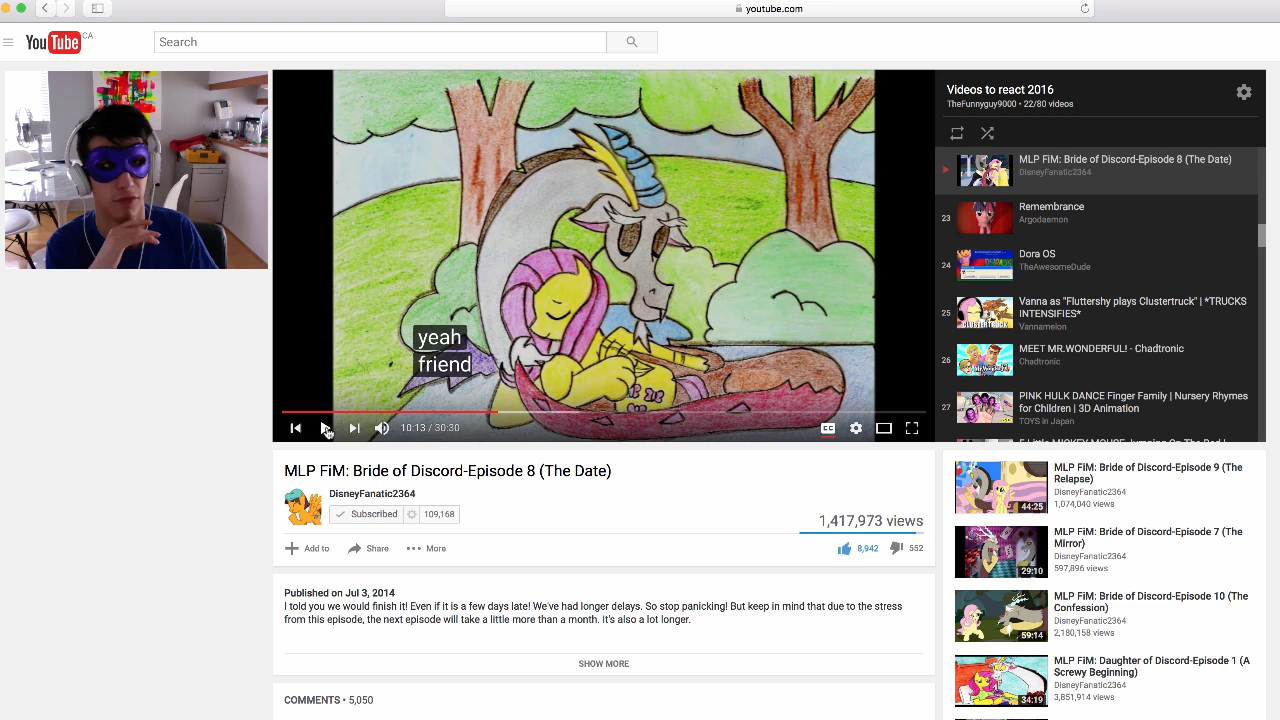 youtube.com
YouTube CA
Search
yeah
friend
10:13 / 30:30
CC
Videos to react 2016
TheFunnyguy9000 • 22/80 videos
MLP FiM: Bride of Discord-Episode 8 (The Date)
DisneyFanatic2364
23
Remembrance
Argodaemon
24
Dora OS
TheAwesomeDude
25
Vanna as "Fluttershy plays Clustertruck" | *TRUCKS
INTENSIFIES*
Vannamelon
26
MEET MR.WONDERFUL! - Chadtronic
Chadtronic
27
PINK HULK DANCE Finger Family | Nursery Rhymes
for Children | 3D Animation
TOYS in Japan
MLP FiM: Bride of Discord-Episode 8 (The Date)
DisneyFanatic2364
Subscribed 109,168
1,417,973 views
Add to Share More
8,942 552
Published on Jul 3, 2014
I told you we would finish it! Even if it is a few days late! We've had longer delays. So stop panicking! But keep in mind that due to the stress
from this episode, the next episode will take a little more than a month. It's also a lot longer.
SHOW MORE
COMMENTS • 5,050
MLP FiM: Bride of Discord-Episode 9 (The
Relapse)
DisneyFanatic2364
1,074,040 views
44:25
MLP FiM: Bride of Discord-Episode 7 (The
Mirror)
DisneyFanatic2364
597,896 views
29:10
MLP FiM: Bride of Discord-Episode 10 (The
Confession)
DisneyFanatic2364
2,180,158 views
59:14
MLP FiM: Daughter of Discord-Episode 1 (A
Screwy Beginning)
DisneyFanatic2364
3,851,914 views
34:19